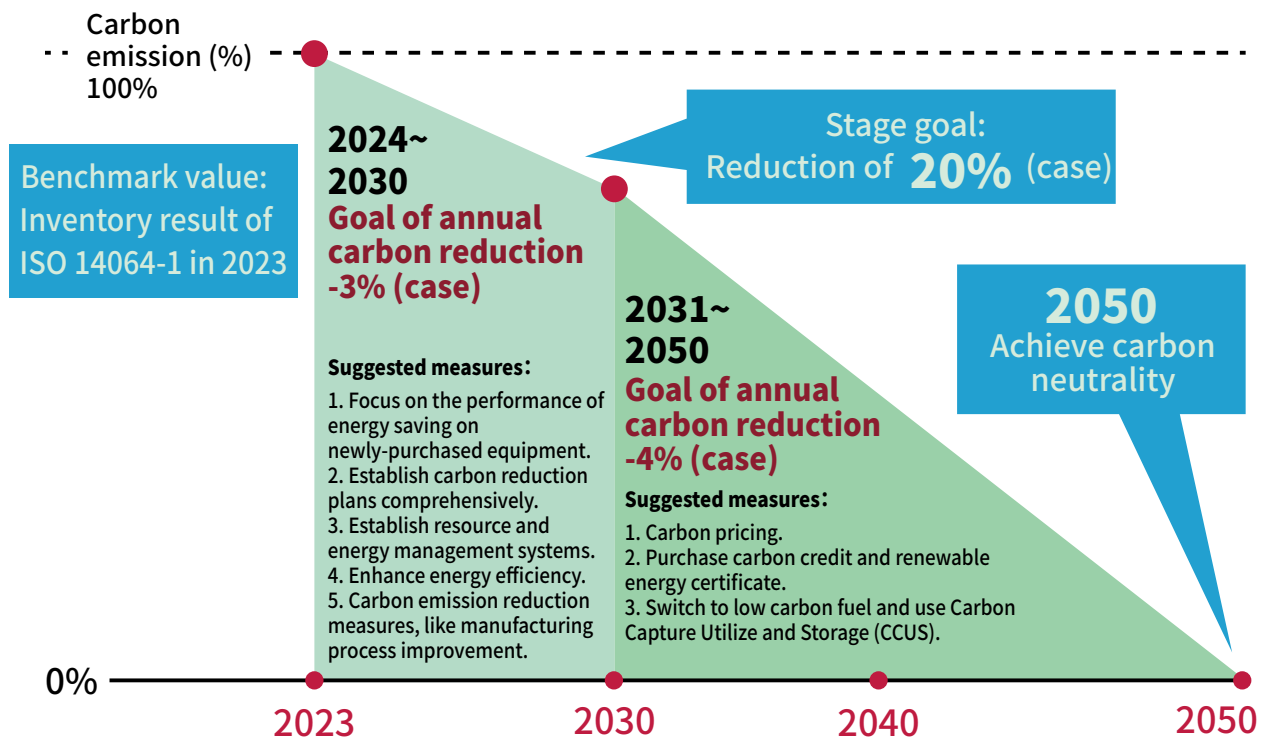 Carbon
emission (%)
100%
Benchmark value:
Inventory result of
ISO 14064-1 in 2023
2024~
2030
Goal of annual
carbon reduction
-3% (case)
Suggested measures:
1. Focus on the performance of
energy saving on
newly-purchased equipment.
2. Establish carbon reduction
plans comprehensively.
3. Establish resource and
energy management systems.
4. Enhance energy efficiency.
5. Carbon emission reduction
measures, like manufacturing
process improvement.
Stage goal:
Reduction of 20% (case)
2031~
2050
Goal of annual
carbon reduction
-4% (case)
Suggested measures:
1. Carbon pricing.
2. Purchase carbon credit and renewable
energy certificate.
3. Switch to low carbon fuel and use Carbon
Capture Utilize and Storage (CCUS).
2050
Achieve carbon
neutrality
0%
2023 2030 2040 2050